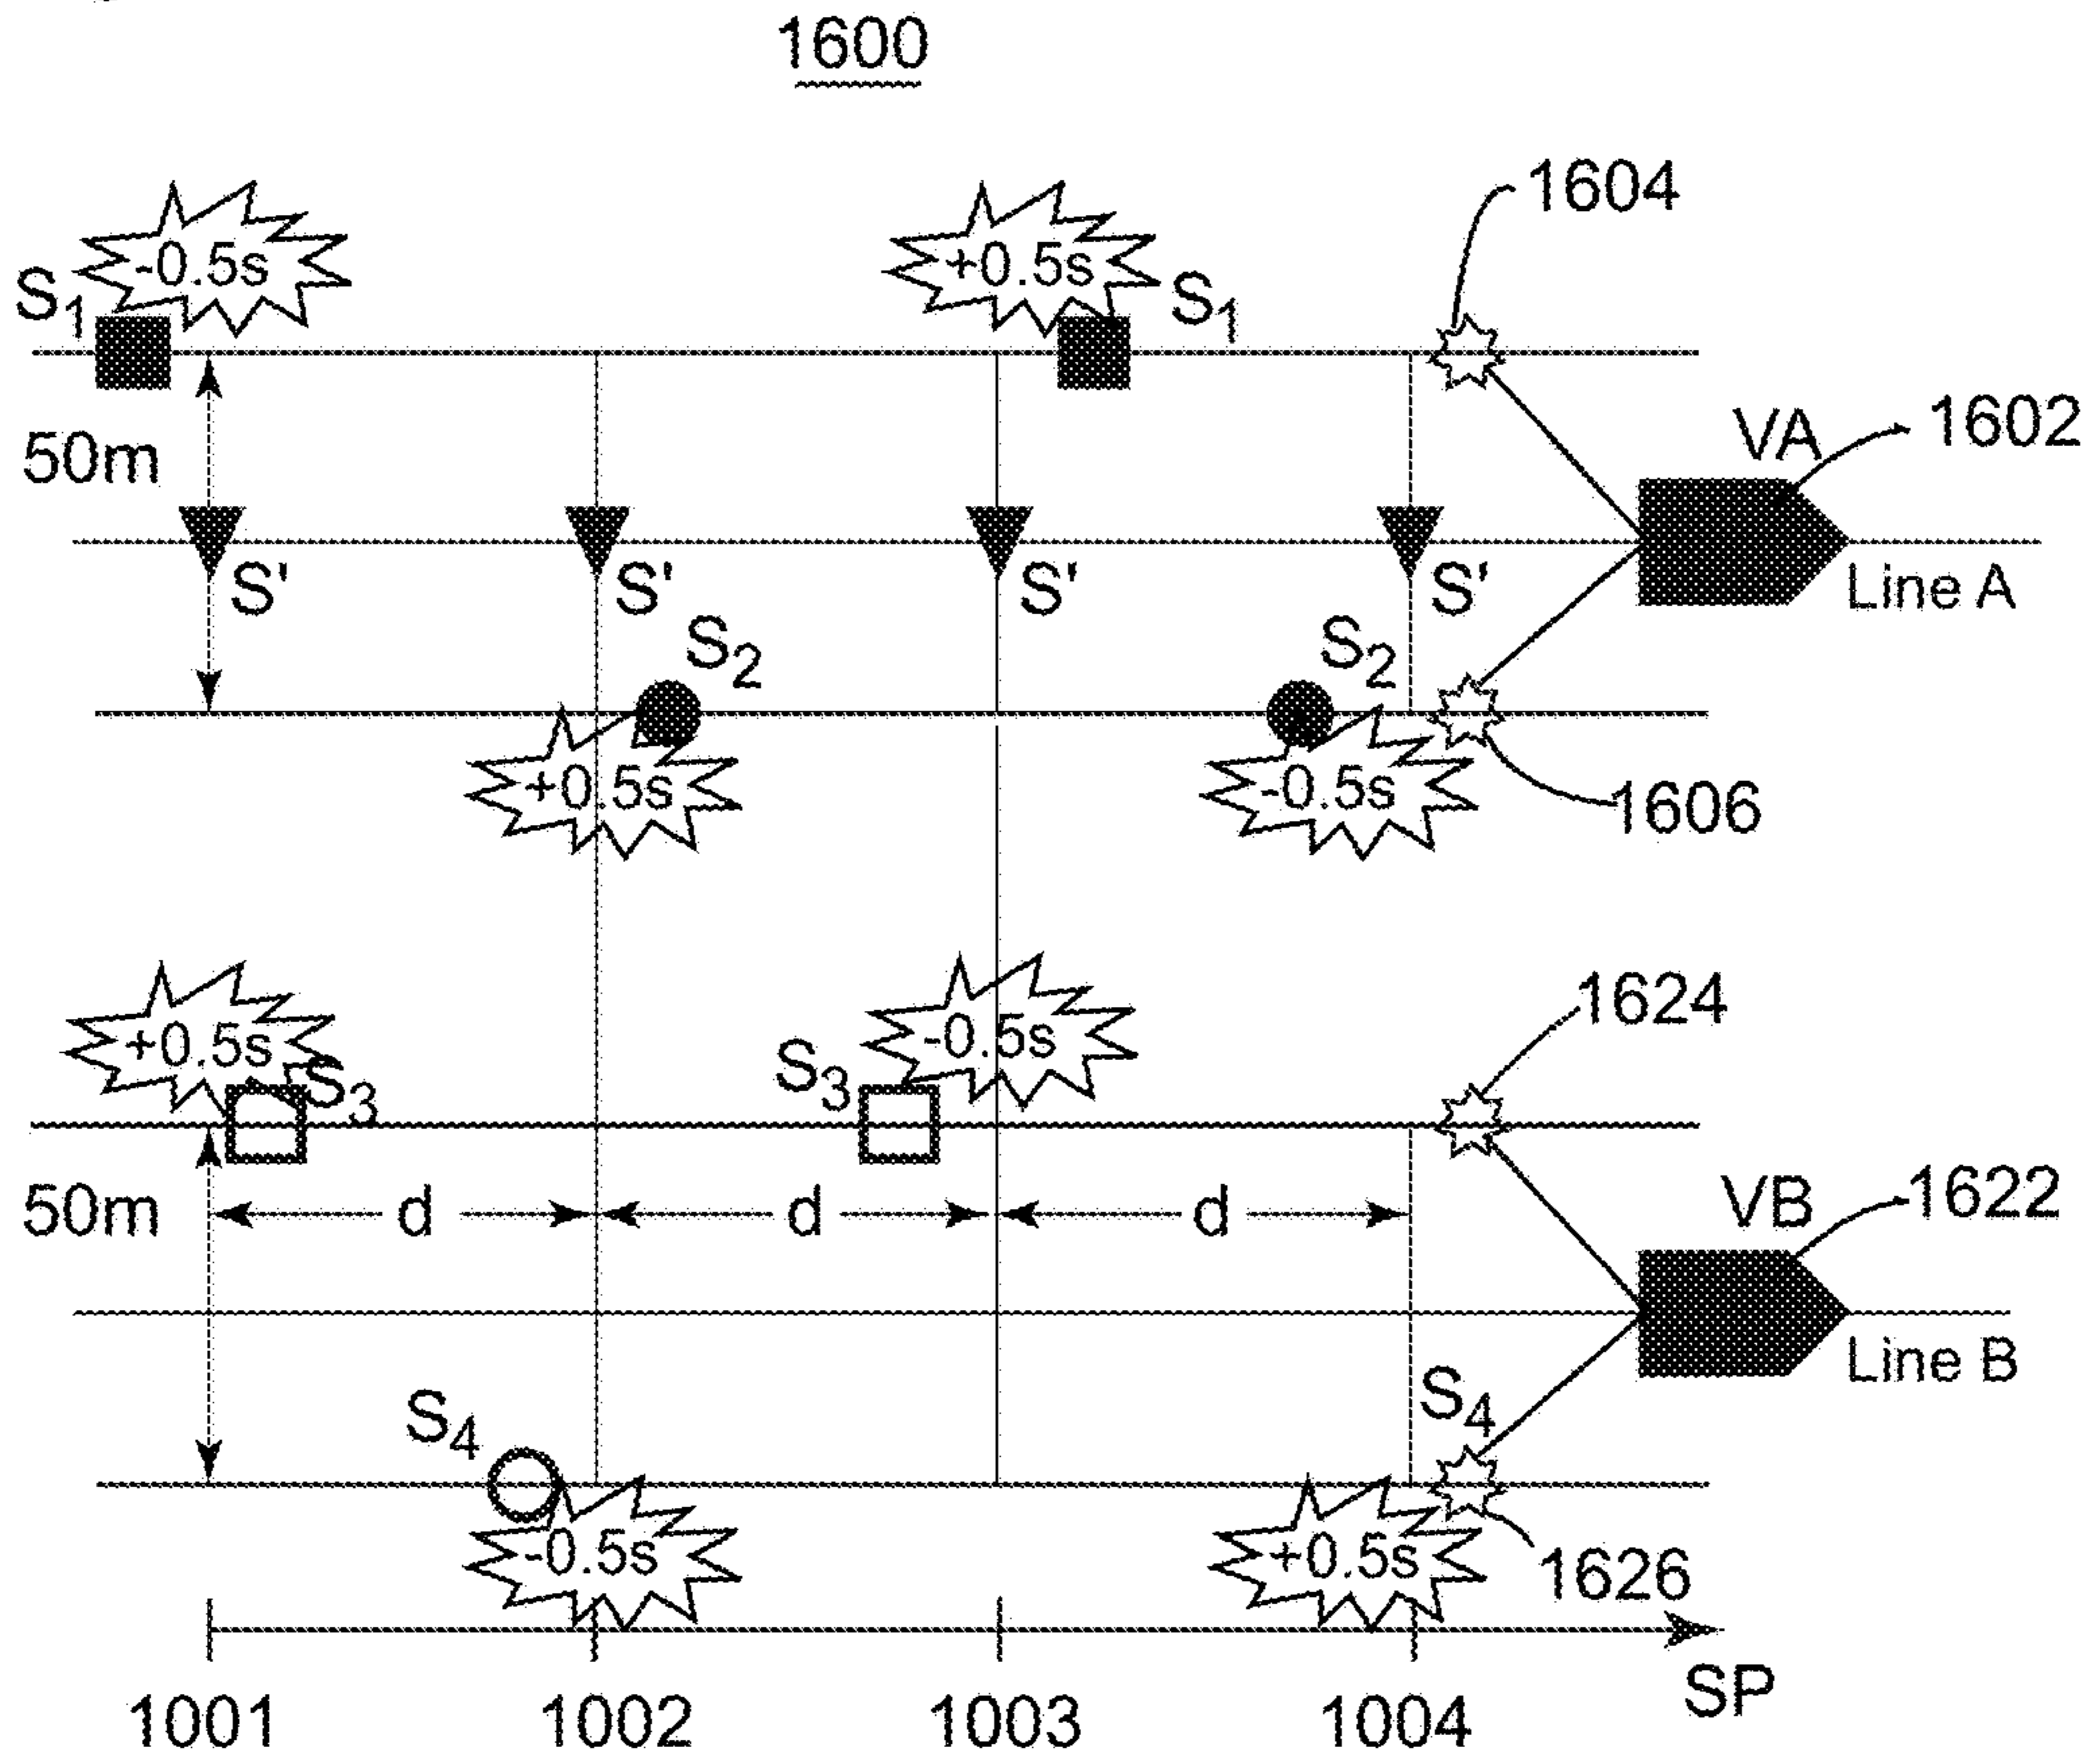 1600
1604
-0.5s
+0.5s
S1
S1
VA
1602
50m
S'
S'
S'
S'
Line A
S2
S2
+0.5s
-0.5s
1606
1624
+0.5s
-0.5s
S3
S3
50m
d
d
d
VB
1622
Line B
S4
S4
-0.5s
+0.5s
1626
1001
1002
1003
1004
SP